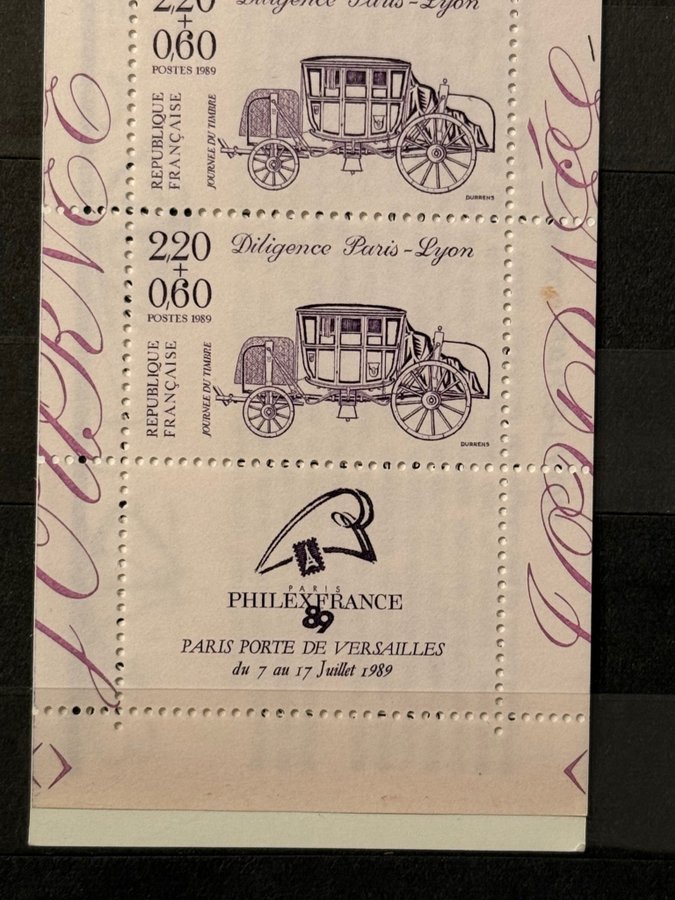 2,20
Diligence Paris-Lyon
+
0,60
POSTES 1989
REPUBLIQUE
FRANÇAISE
JOURNEE DU TIMBRE
DURRENS
2,20
Diligence Paris-Lyon
+
0,60
POSTES 1989
REPUBLIQUE
FRANÇAISE
JOURNEE DU TIMBRE
DURRENS
PARIS
PHILEXFRANCE
89
PARIS PORTE DE VERSAILLES
du 7 au 17 Juillet 1989
JOURNÉE